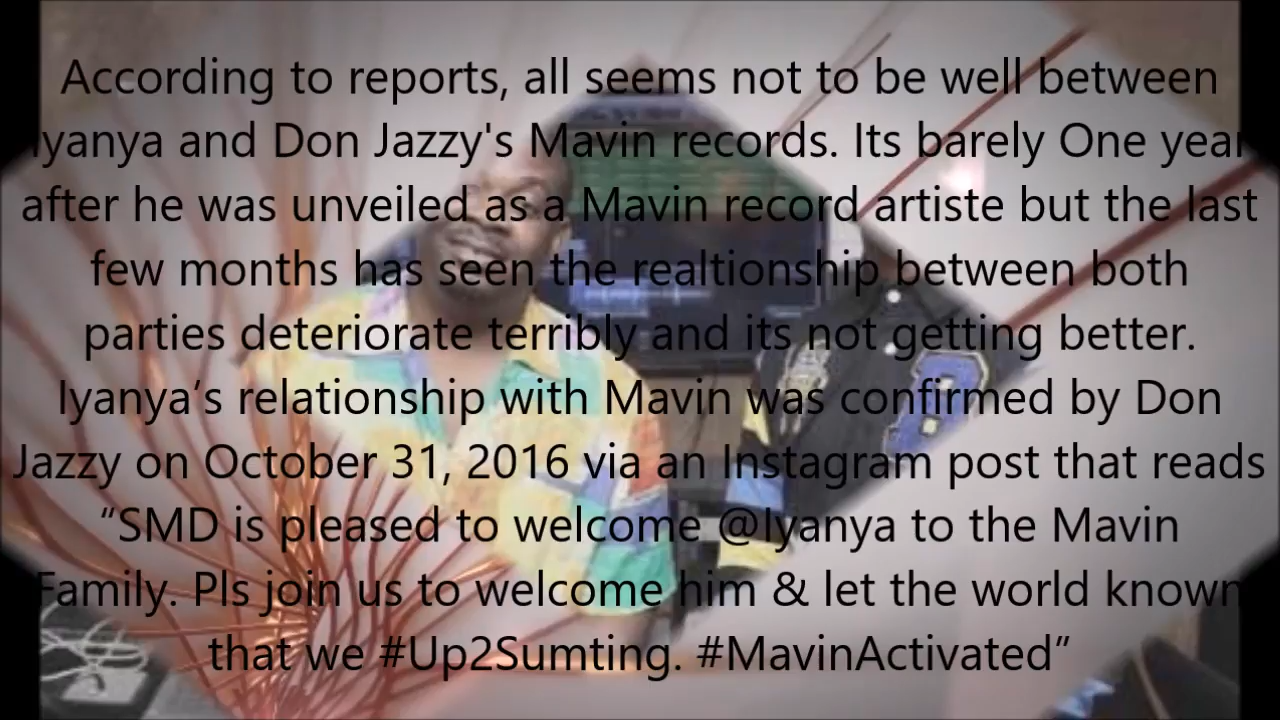 According to reports, all seems not to be well between
Iyanya and Don Jazzy's Mavin records. Its barely One year
after he was unveiled as a Mavin record artiste but the last
few months has seen the realtionship between both
parties deteriorate terribly and its not getting better.
Iyanya’s relationship with Mavin was confirmed by Don
Jazzy on October 31, 2016 via an Instagram post that reads
“SMD is pleased to welcome @Iyanya to the Mavin
Family. Pls join us to welcome him & let the world known
that we #Up2Sumting. #MavinActivated”